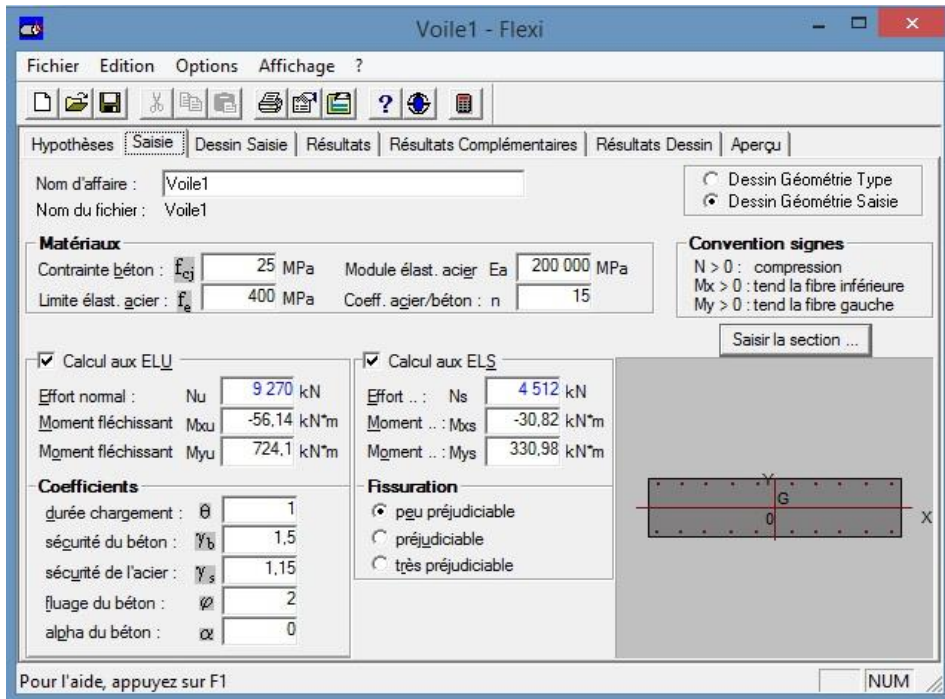 Voile1 - Flexi
Fichier Edition Options Affichage ?
Hypothèses Saisie Dessin Saisie Résultats Résultats Complémentaires Résultats Dessin Aperçu
Nom d'affaire : Voile1
Nom du fichier : Voile1
Dessin Géométrie Type
Dessin Géométrie Saisie
Matériaux
Contrainte béton : fcj 25 MPa Module élast. acier Ea 200 000 MPa
Limite élast. acier : fe 400 MPa Coeff. acier/béton : n 15
Convention signes
N > 0 : compression
Mx > 0 : tend la fibre inférieure
My > 0 : tend la fibre gauche
Saisir la section ...
Calcul aux ELU
Effort normal : Nu 9 270 kN
Moment fléchissant Mxu -56,14 kN*m
Moment fléchissant Myu 724,1 kN*m
Coefficients
durée chargement : θ 1
sécurité du béton : γb 1,5
sécurité de l'acier : γs 1,15
fluage du béton : φ 2
alpha du béton : α 0
Calcul aux ELS
Effort .. : Ns 4 512 kN
Moment .. : Mxs -30,82 kN*m
Moment .. : Mys 330,98 kN*m
Fissuration
peu préjudiciable
préjudiciable
très préjudiciable
Y
G
0
X
Pour l'aide, appuyez sur F1
NUM